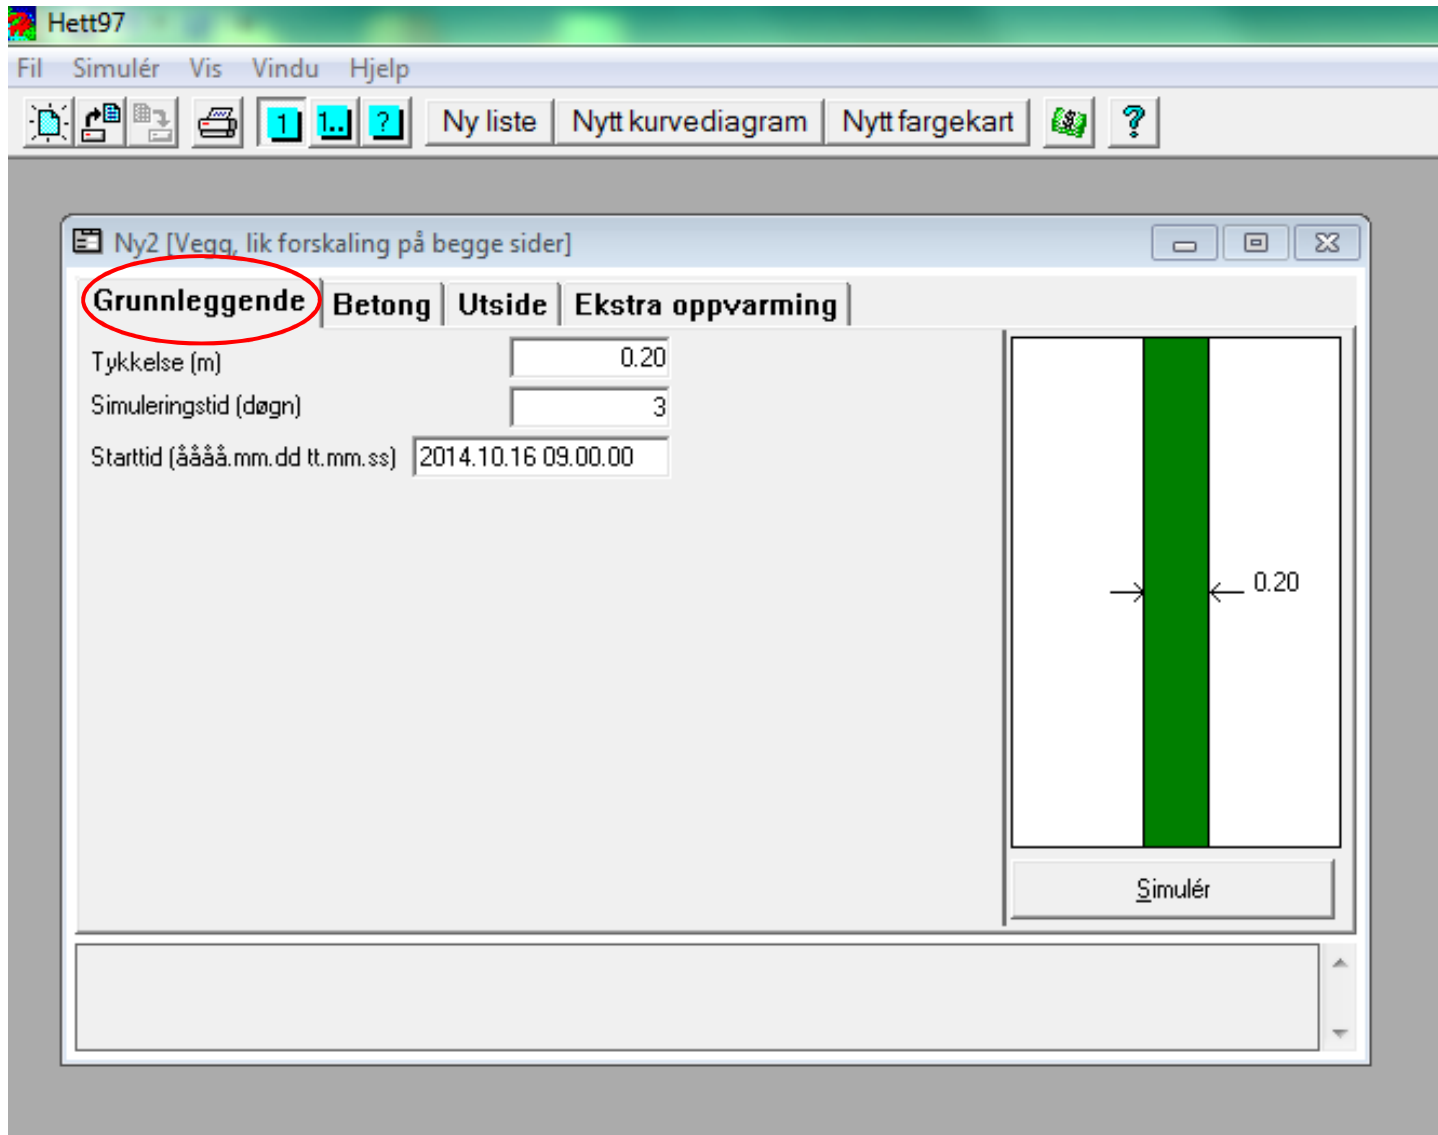 Hett97
Fil Simulér Vis Vindu Hjelp
1 1.. ? Ny liste Nytt kurvediagram Nytt fargekart ?
Ny2 [Vegg, lik forskaling på begge sider]
Grunnleggende Betong Utside Ekstra oppvarming
Tykkelse (m) 0.20
Simuleringstid (døgn) 3
Starttid (åååå.mm.dd tt.mm.ss) 2014.10.16 09.00.00
0.20
Simulér